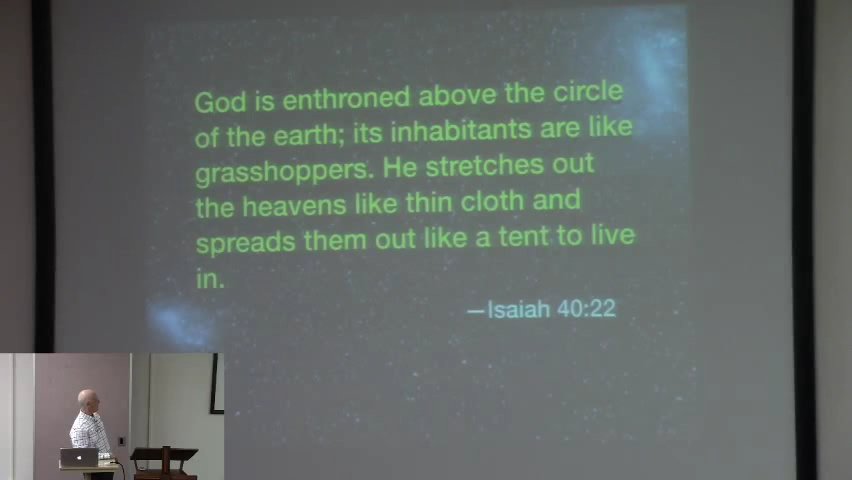 God is enthroned above the circle
of the earth; its inhabitants are like
grasshoppers. He stretches out
the heavens like thin cloth and
spreads them out like a tent to live
in.
—Isaiah 40:22